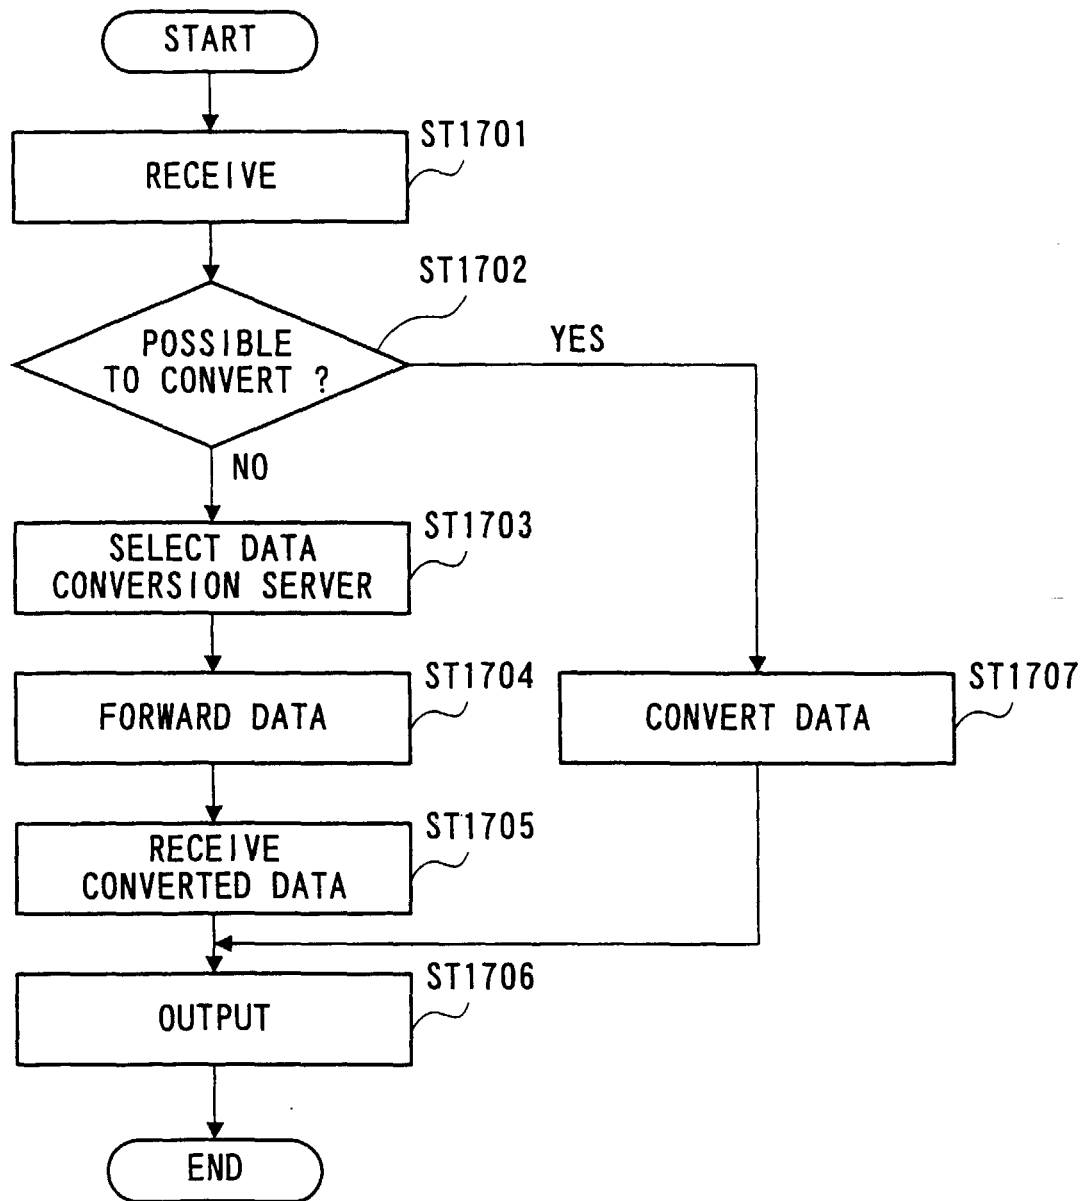 START
ST1701
RECEIVE
ST1702
POSSIBLE
TO CONVERT ?
YES
NO
ST1703
SELECT DATA
CONVERSION SERVER
ST1704
FORWARD DATA
ST1707
CONVERT DATA
ST1705
RECEIVE
CONVERTED DATA
ST1706
OUTPUT
END